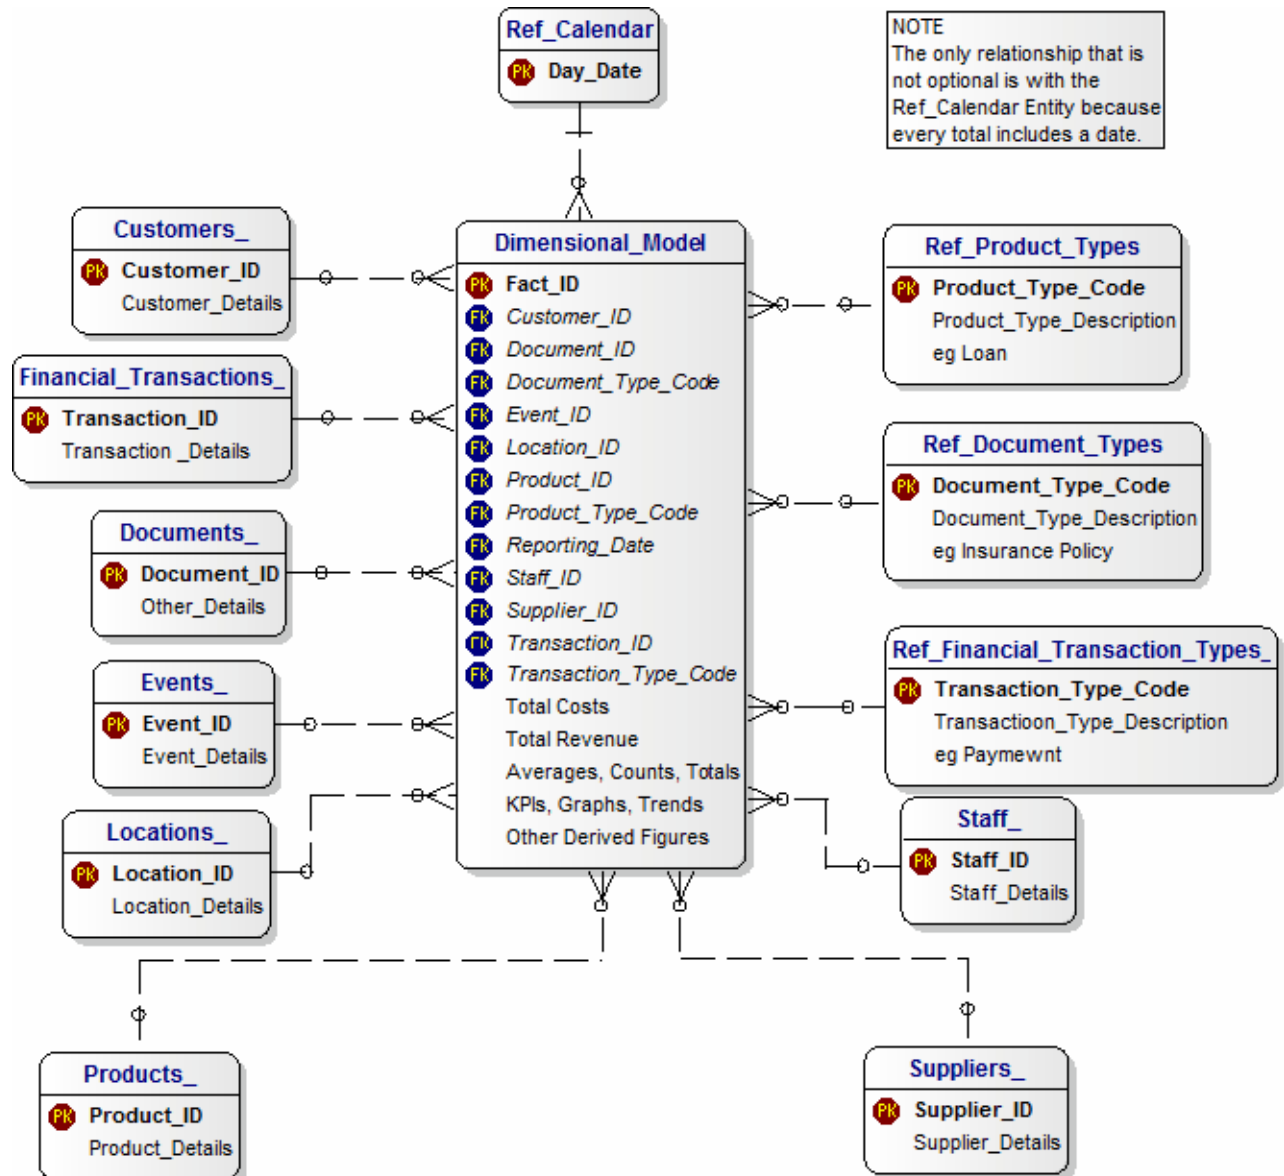 Ref_Calendar
PK Day_Date
NOTE
The only relationship that is
not optional is with the
Ref_Calendar Entity because
every total includes a date.
Customers_
PK Customer_ID
Customer_Details
Financial_Transactions_
PK Transaction_ID
Transaction _Details
Documents_
PK Document_ID
Other_Details
Events_
PK Event_ID
Event_Details
Locations_
PK Location_ID
Location_Details
Products_
PK Product_ID
Product_Details
Dimensional_Model
PK Fact_ID
FK Customer_ID
FK Document_ID
FK Document_Type_Code
FK Event_ID
FK Location_ID
FK Product_ID
FK Product_Type_Code
FK Reporting_Date
FK Staff_ID
FK Supplier_ID
FK Transaction_ID
FK Transaction_Type_Code
Total Costs
Total Revenue
Averages, Counts, Totals
KPIs, Graphs, Trends
Other Derived Figures
Ref_Product_Types
PK Product_Type_Code
Product_Type_Description
eg Loan
Ref_Document_Types
PK Document_Type_Code
Document_Type_Description
eg Insurance Policy
Ref_Financial_Transaction_Types_
PK Transaction_Type_Code
Transactioon_Type_Description
eg Paymewnt
Staff_
PK Staff_ID
Staff_Details
Suppliers_
PK Supplier_ID
Supplier_Details